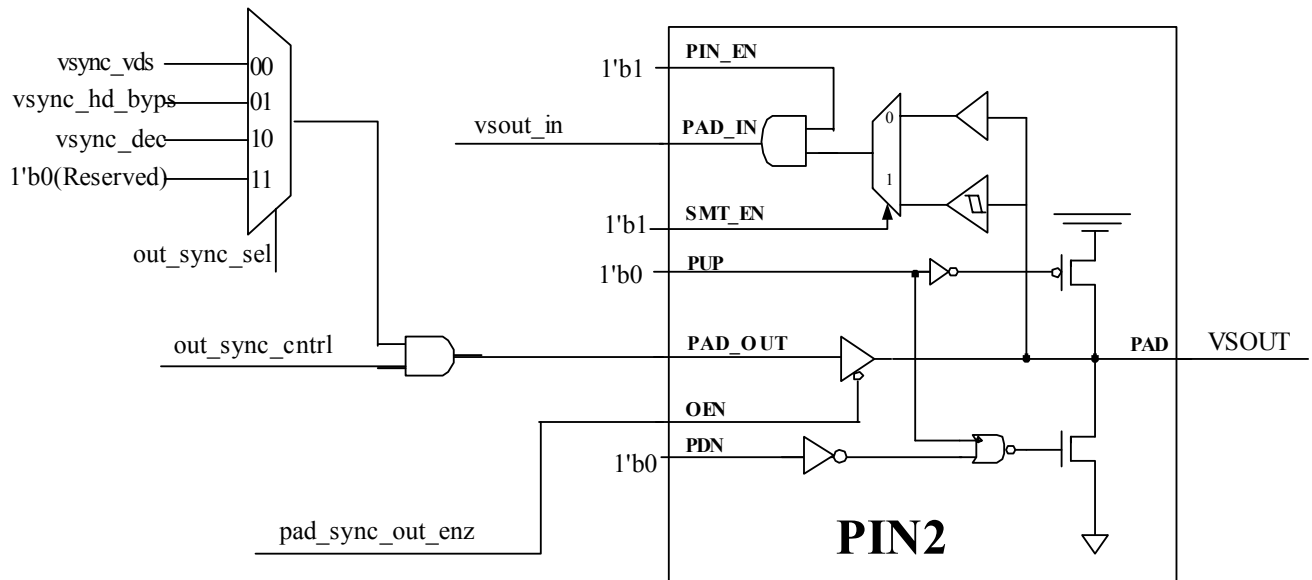 vsync_vds
00
vsync_hd_byps
01
vsync_dec
10
1'b0(Reserved)
11
out_sync_sel
out_sync_cntrl
pad_sync_out_enz
vsout_in
1'b1
PIN_EN
PAD_IN
0
1
1'b1
SMT_EN
1'b0
PUP
PAD_OUT
PAD
VSOUT
OEN
1'b0
PDN
PIN2